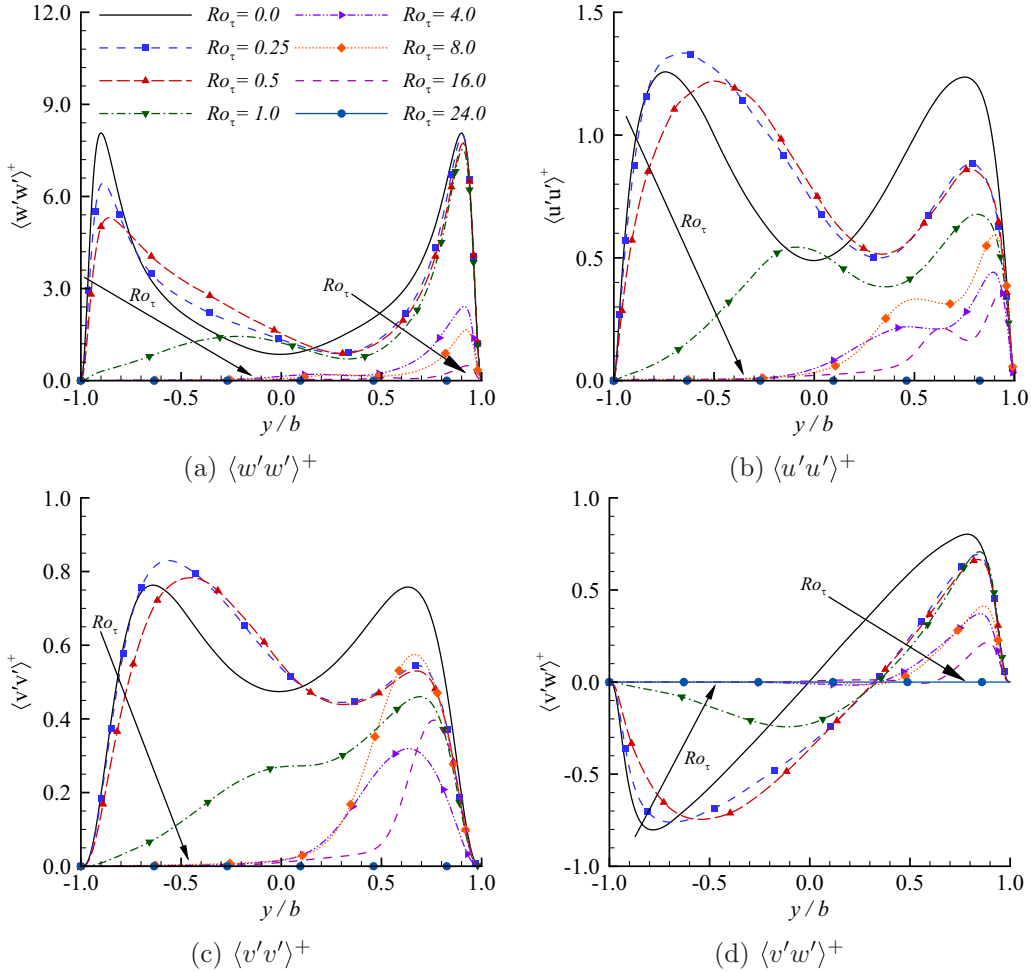 12.0
9.0
6.0
3.0
0.0
⟨w'w'⟩⁺
Ro_τ = 0.0
Ro_τ = 0.25
Ro_τ = 0.5
Ro_τ = 1.0
Ro_τ = 4.0
Ro_τ = 8.0
Ro_τ = 16.0
Ro_τ = 24.0
Ro_τ
Ro_τ
-1.0 -0.5 0.0 0.5 1.0
y / b
(a) ⟨w'w'⟩⁺
1.5
1.0
0.5
0.0
⟨u'u'⟩⁺
Ro_τ
-1.0 -0.5 0.0 0.5 1.0
y / b
(b) ⟨u'u'⟩⁺
1.0
0.8
0.6
0.4
0.2
0.0
⟨v'v'⟩⁺
Ro_τ
-1.0 -0.5 0.0 0.5 1.0
y / b
(c) ⟨v'v'⟩⁺
1.0
0.5
0.0
-0.5
-1.0
⟨v'w'⟩⁺
Ro_τ
Ro_τ
-1.0 -0.5 0.0 0.5 1.0
y / b
(d) ⟨v'w'⟩⁺